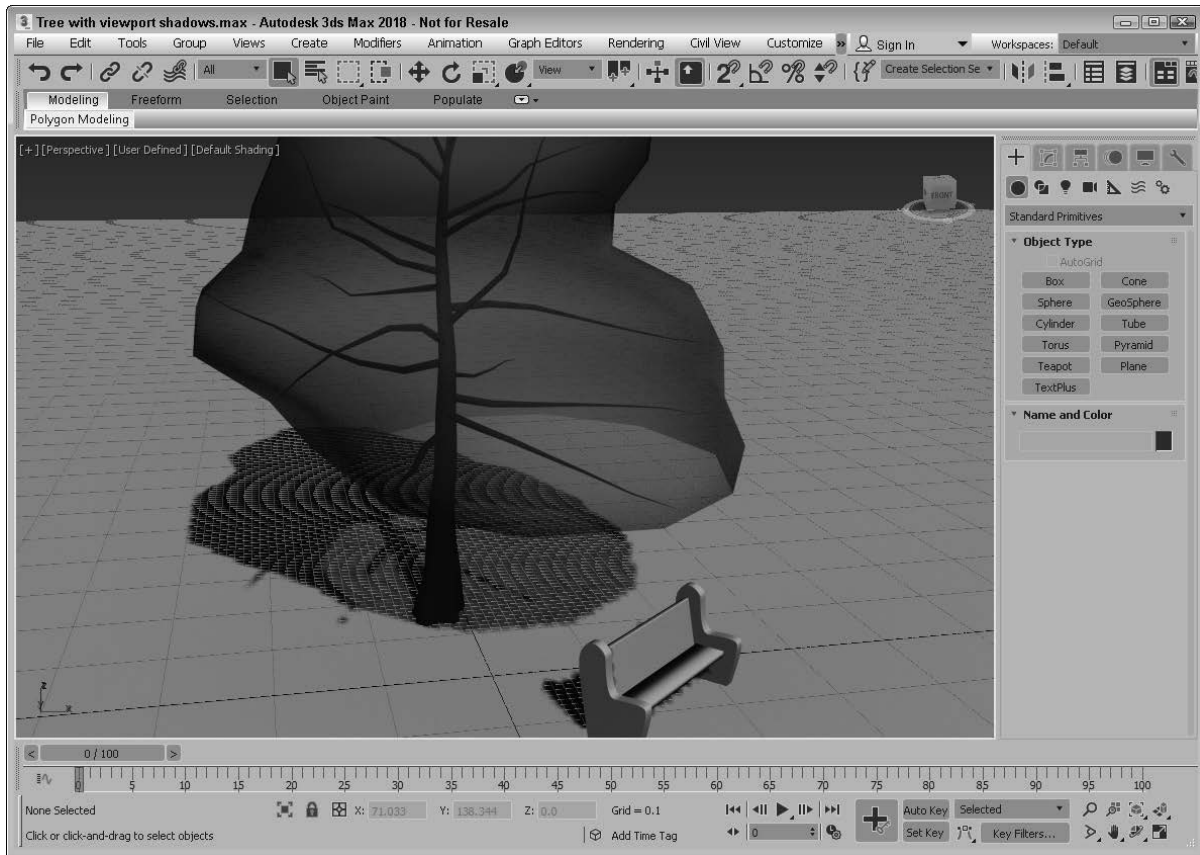 Tree with viewport shadows.max - Autodesk 3ds Max 2018 - Not for Resale
File Edit Tools Group Views Create Modifiers Animation Graph Editors Rendering Civil View Customize » Sign In Workspaces: Default
All View Create Selection Se
Modeling Freeform Selection Object Paint Populate
Polygon Modeling
[+] [Perspective] [User Defined] [Default Shading]
FRONT
Standard Primitives
Object Type
AutoGrid
Box Cone
Sphere GeoSphere
Cylinder Tube
Torus Pyramid
Teapot Plane
TextPlus
Name and Color
z
x
< 0 / 100 >
0 5 10 15 20 25 30 35 40 45 50 55 60 65 70 75 80 85 90 95 100
None Selected X: 71.033 Y: 138.344 Z: 0.0 Grid = 0.1 Auto Key Selected
Click or click-and-drag to select objects Add Time Tag 0 Set Key Key Filters...